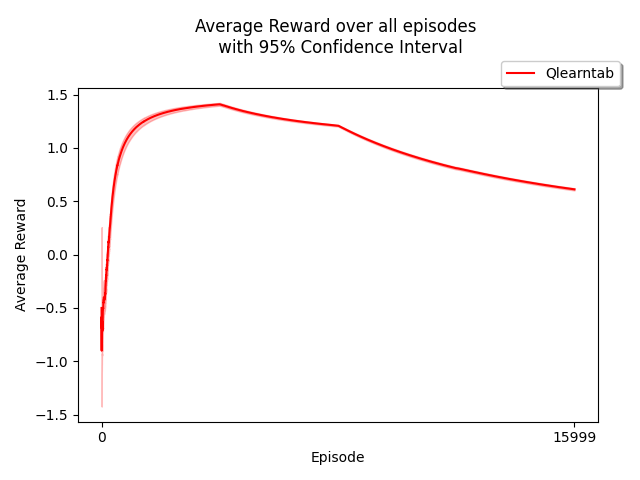 Average Reward over all episodes
with 95% Confidence Interval
Qlearntab
1.5
1.0
0.5
0.0
−0.5
−1.0
−1.5
Average Reward
0
15999
Episode